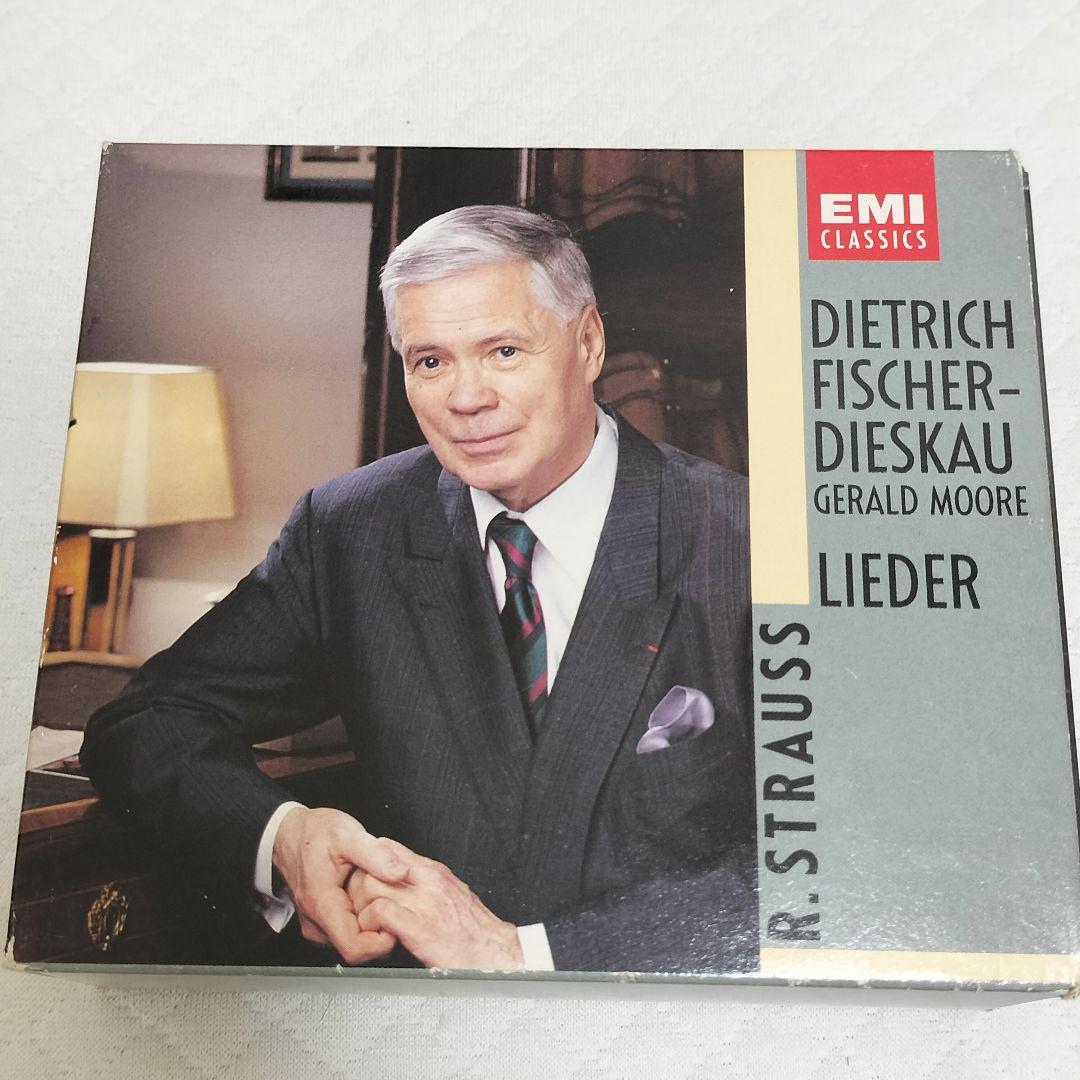 EMI
CLASSICS
DIETRICH
FISCHER-
DIESKAU
GERALD MOORE
LIEDER
R. STRAUSS